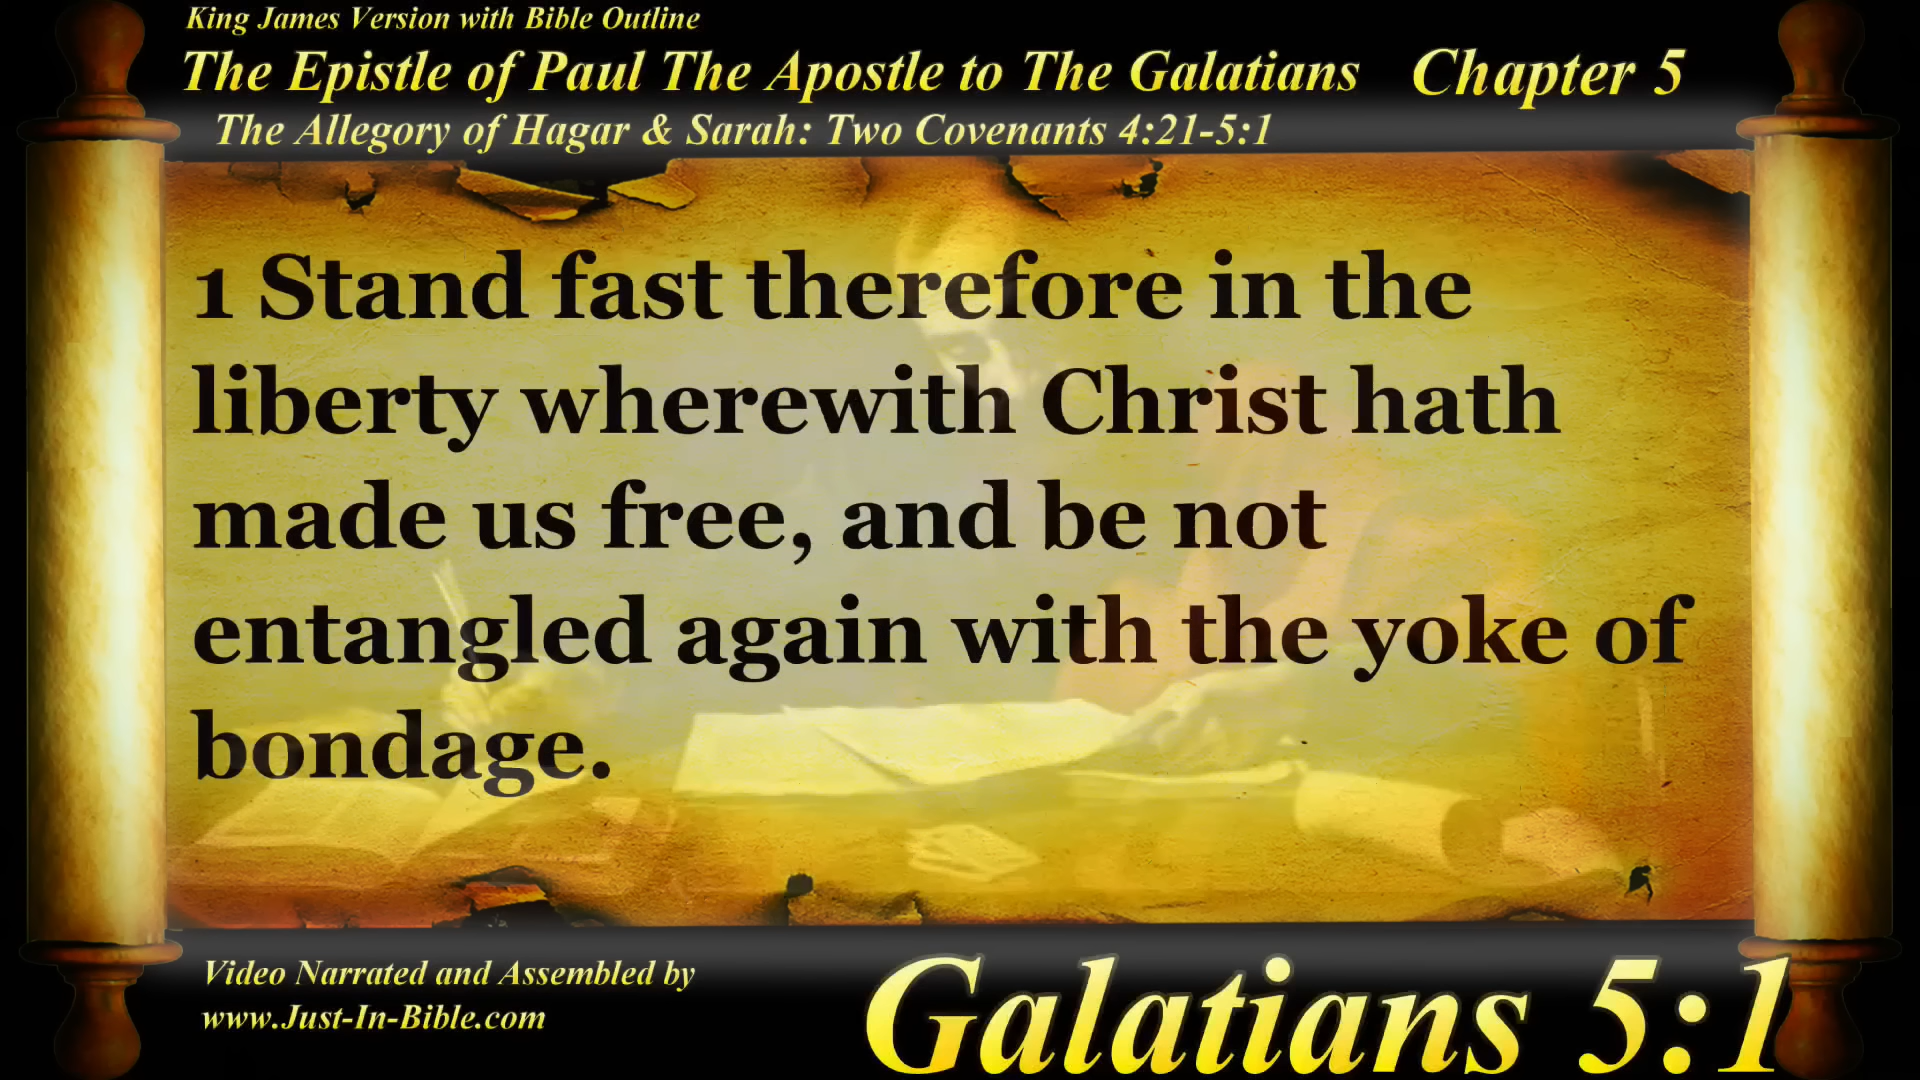 King James Version with Bible Outline
The Epistle of Paul The Apostle to The Galatians Chapter 5
The Allegory of Hagar & Sarah: Two Covenants 4:21-5:1
1 Stand fast therefore in the
liberty wherewith Christ hath
made us free, and be not
entangled again with the yoke of
bondage.
Video Narrated and Assembled by
www.Just-In-Bible.com
Galatians 5:1